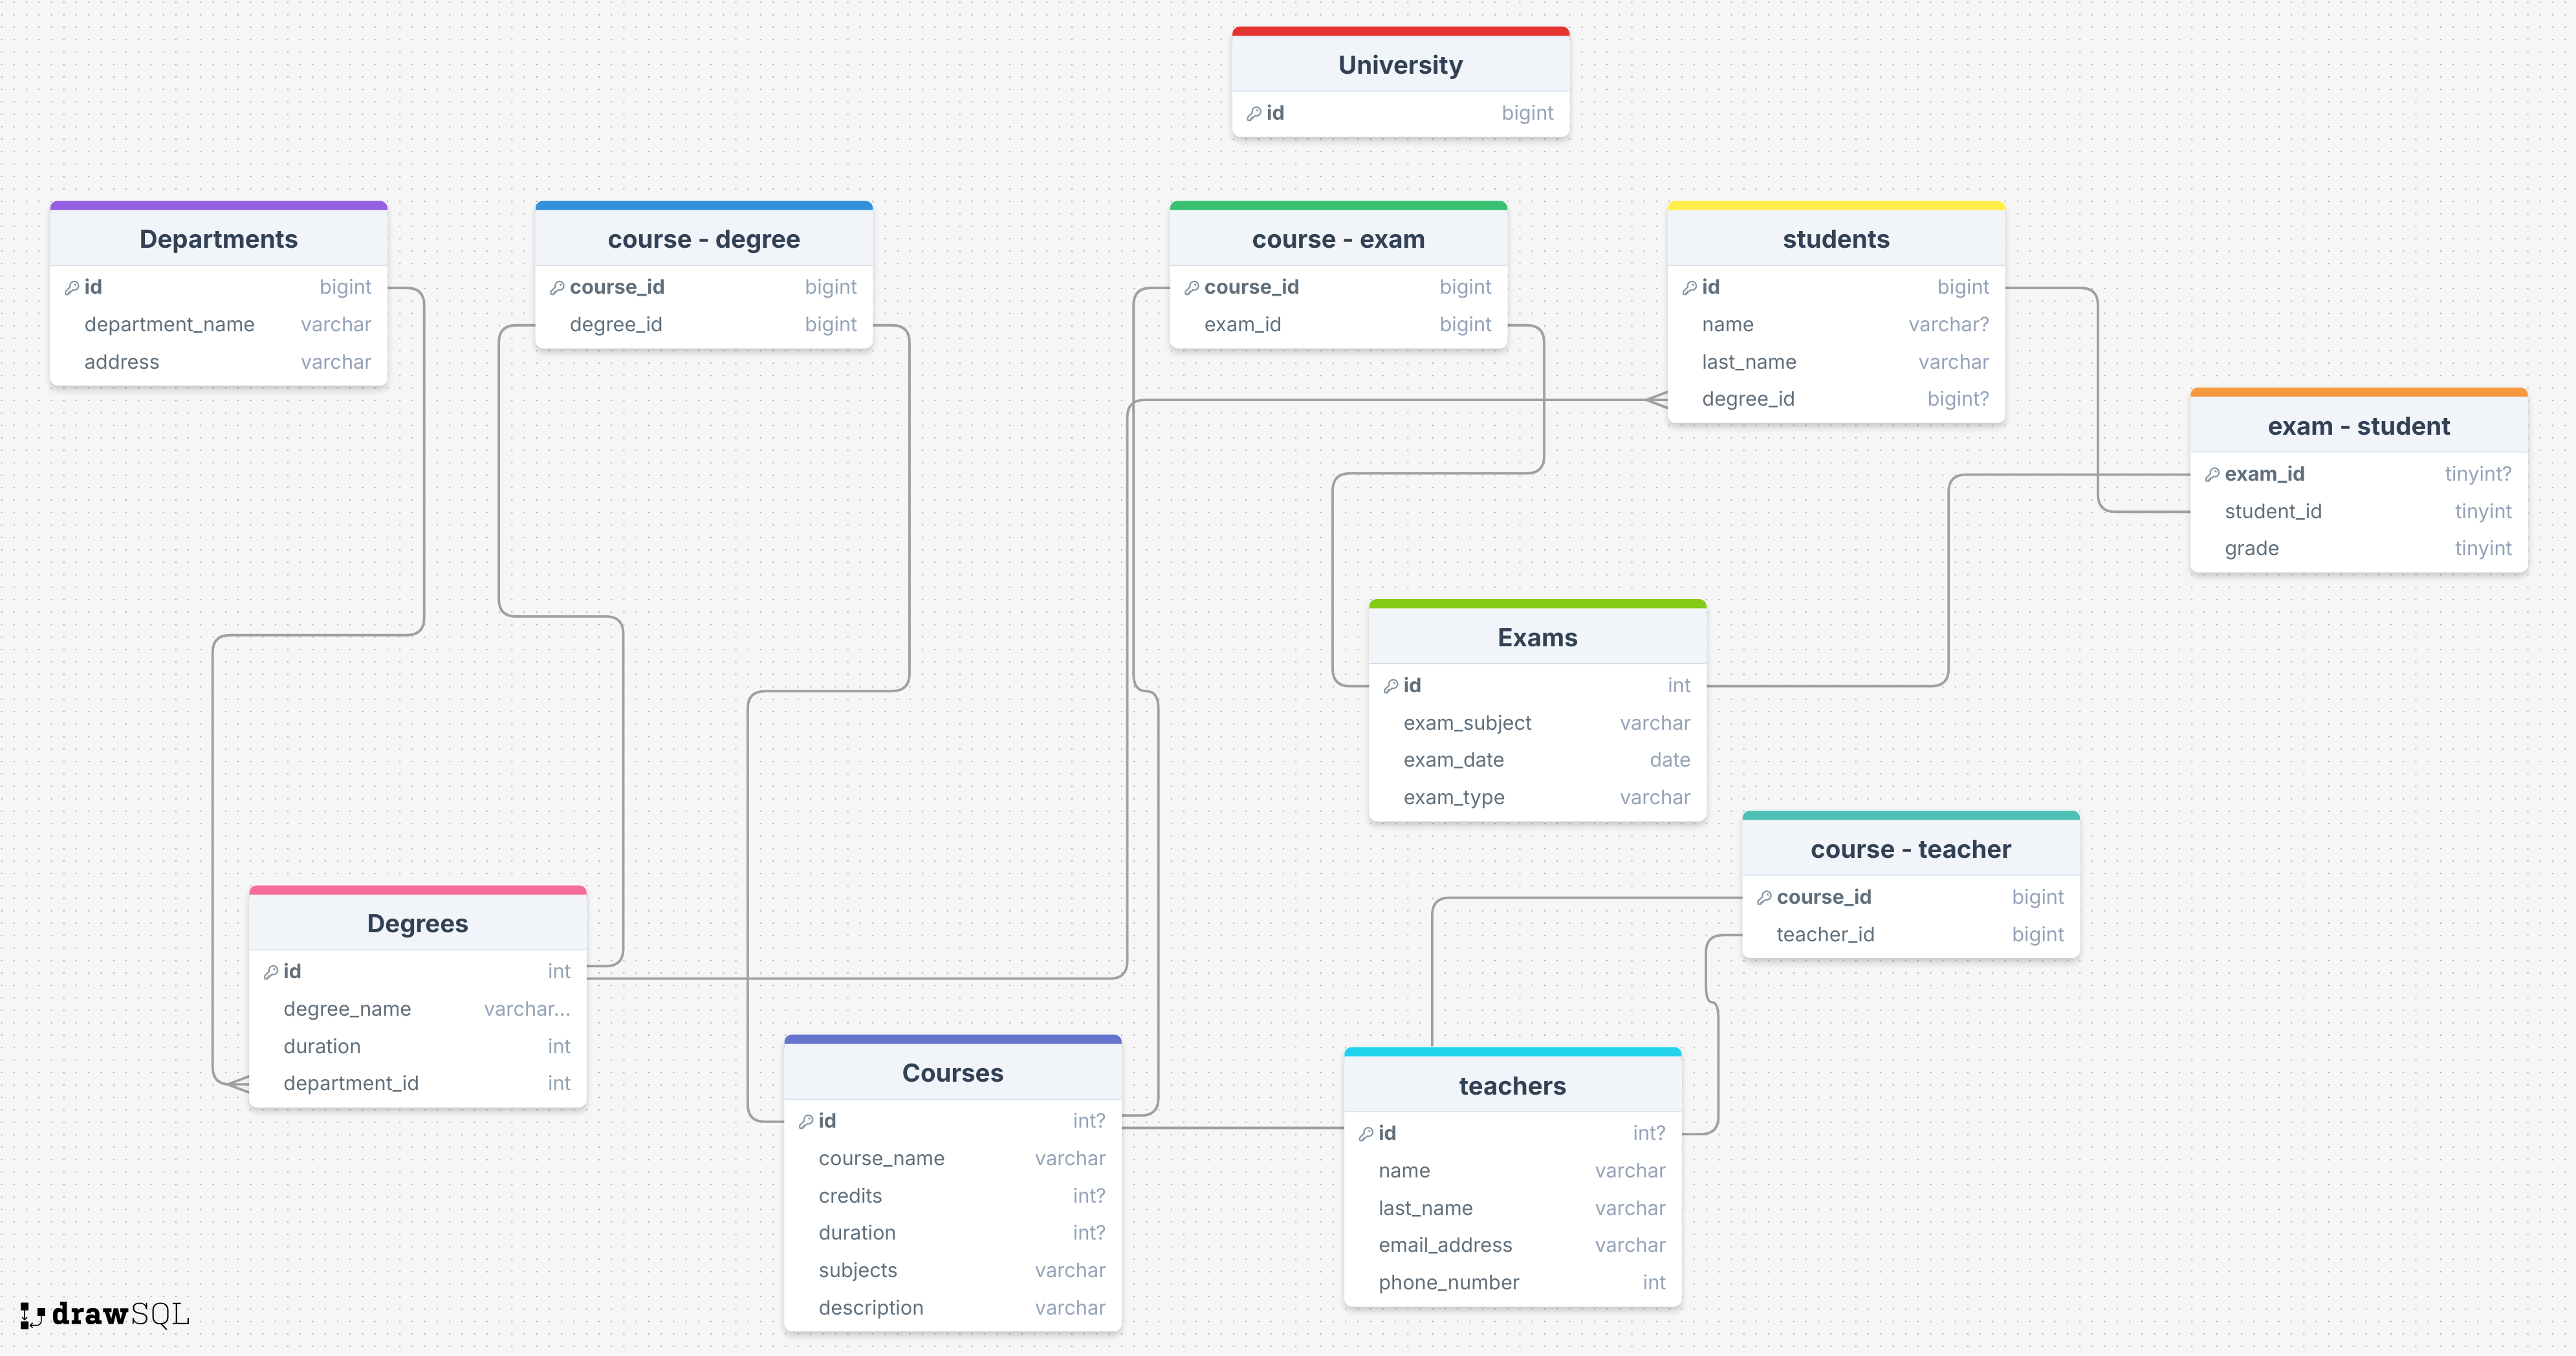 University
id bigint
Departments
id bigint
department_name varchar
address varchar
course - degree
course_id bigint
degree_id bigint
course - exam
course_id bigint
exam_id bigint
students
id bigint
name varchar?
last_name varchar
degree_id bigint?
exam - student
exam_id tinyint?
student_id tinyint
grade tinyint
Exams
id int
exam_subject varchar
exam_date date
exam_type varchar
course - teacher
course_id bigint
teacher_id bigint
Degrees
id int
degree_name varchar...
duration int
department_id int
Courses
id int?
course_name varchar
credits int?
duration int?
subjects varchar
description varchar
teachers
id int?
name varchar
last_name varchar
email_address varchar
phone_number int
drawSQL